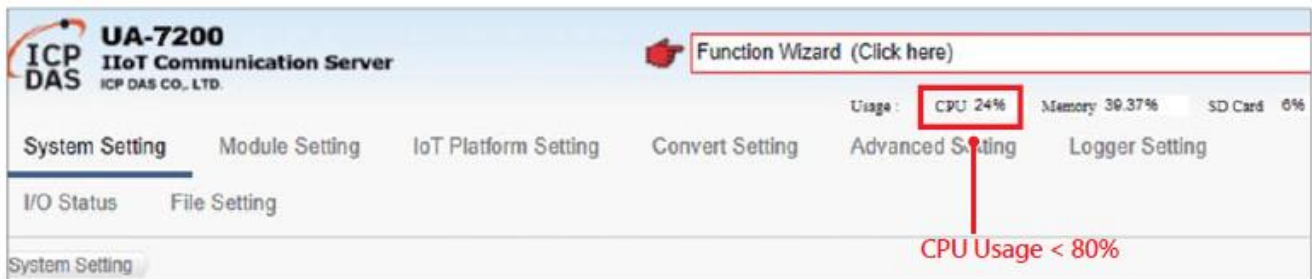 ICP
DAS
UA-7200
IIoT Communication Server
ICP DAS CO., LTD.
Function Wizard (Click here)
Usage : CPU 24% Memory 39.37% SD Card 6%
System Setting Module Setting IoT Platform Setting Convert Setting Advanced Setting Logger Setting
I/O Status File Setting
CPU Usage < 80%
System Setting